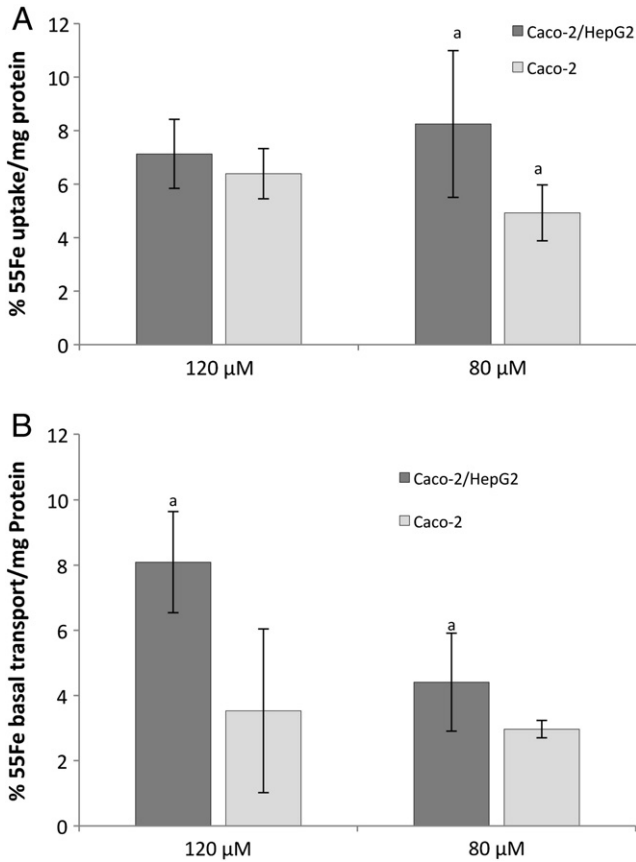 A
% 55Fe uptake/mg protein
12
10
8
6
4
2
0
Caco-2/HepG2
Caco-2
a
a
120 μM
80 μM
B
% 55Fe basal transport/mg Protein
12
10
8
6
4
2
0
Caco-2/HepG2
Caco-2
a
a
120 μM
80 μM